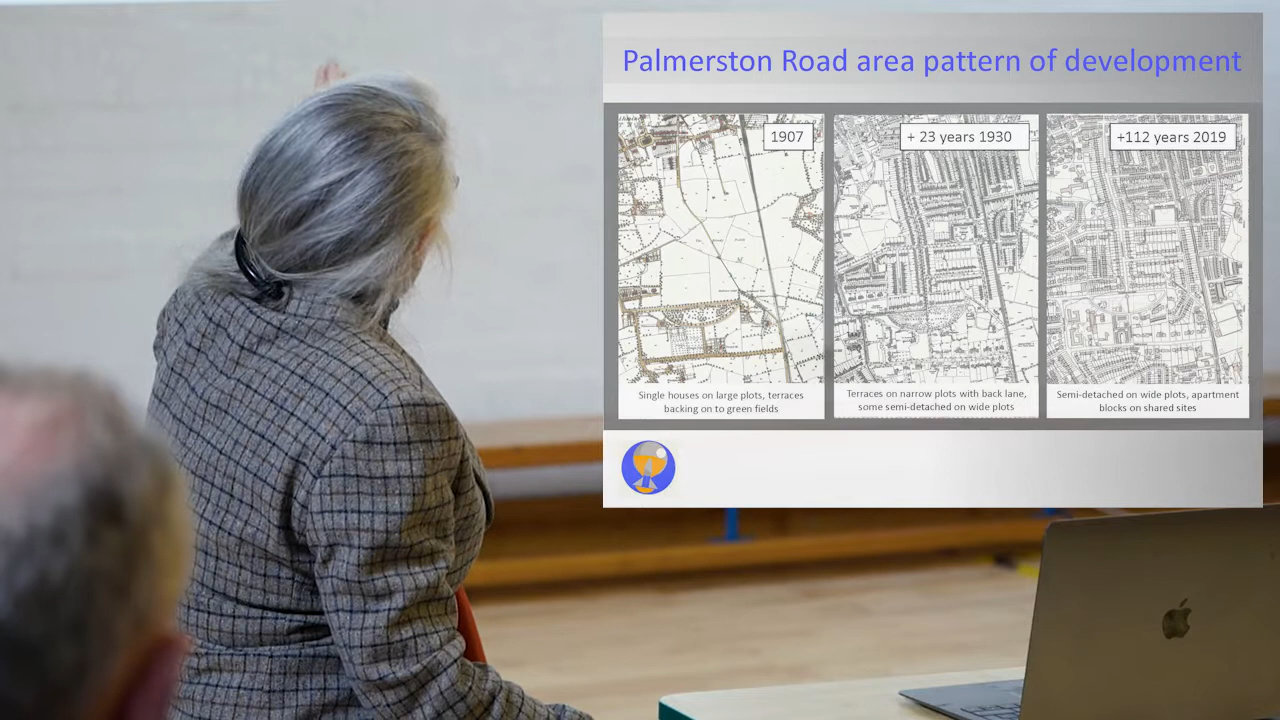 Palmerston Road area pattern of development
1907
+ 23 years 1930
+112 years 2019
Single houses on large plots, terraces
backing on to green fields
Terraces on narrow plots with back lane,
some semi-detached on wide plots
Semi-detached on wide plots, apartment
blocks on shared sites